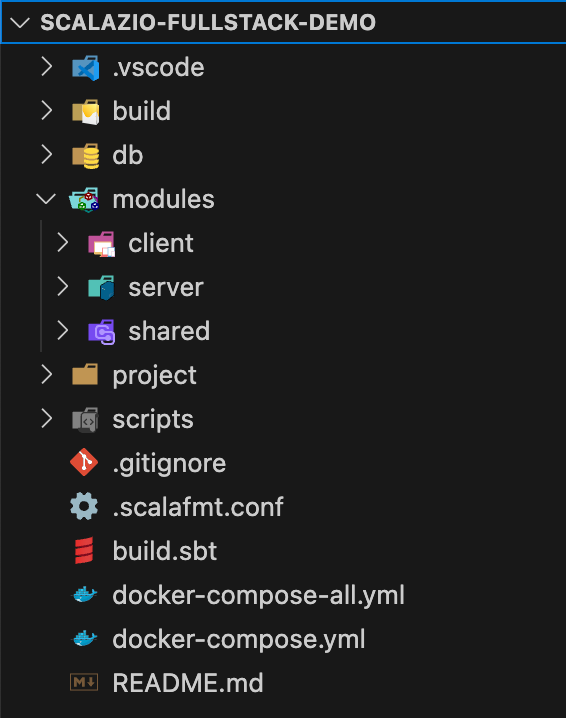 SCALAZIO-FULLSTACK-DEMO
.vscode
build
db
modules
client
server
shared
project
scripts
.gitignore
.scalafmt.conf
build.sbt
docker-compose-all.yml
docker-compose.yml
README.md